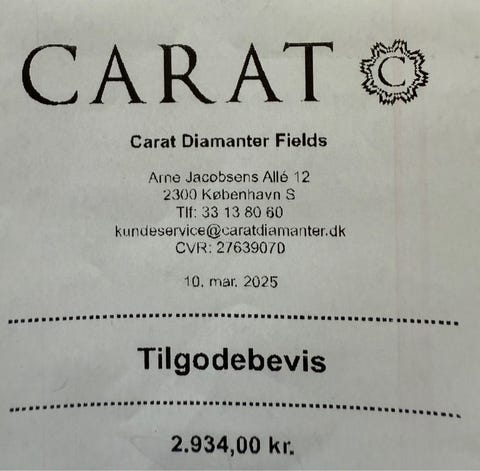 CARAT C
Carat Diamanter Fields
Arne Jacobsens Allé 12
2300 København S
Tlf: 33 13 80 60
kundeservice@caratdiamanter.dk
CVR: 27639070
10. mar. 2025
Tilgodebevis
2.934,00 kr.